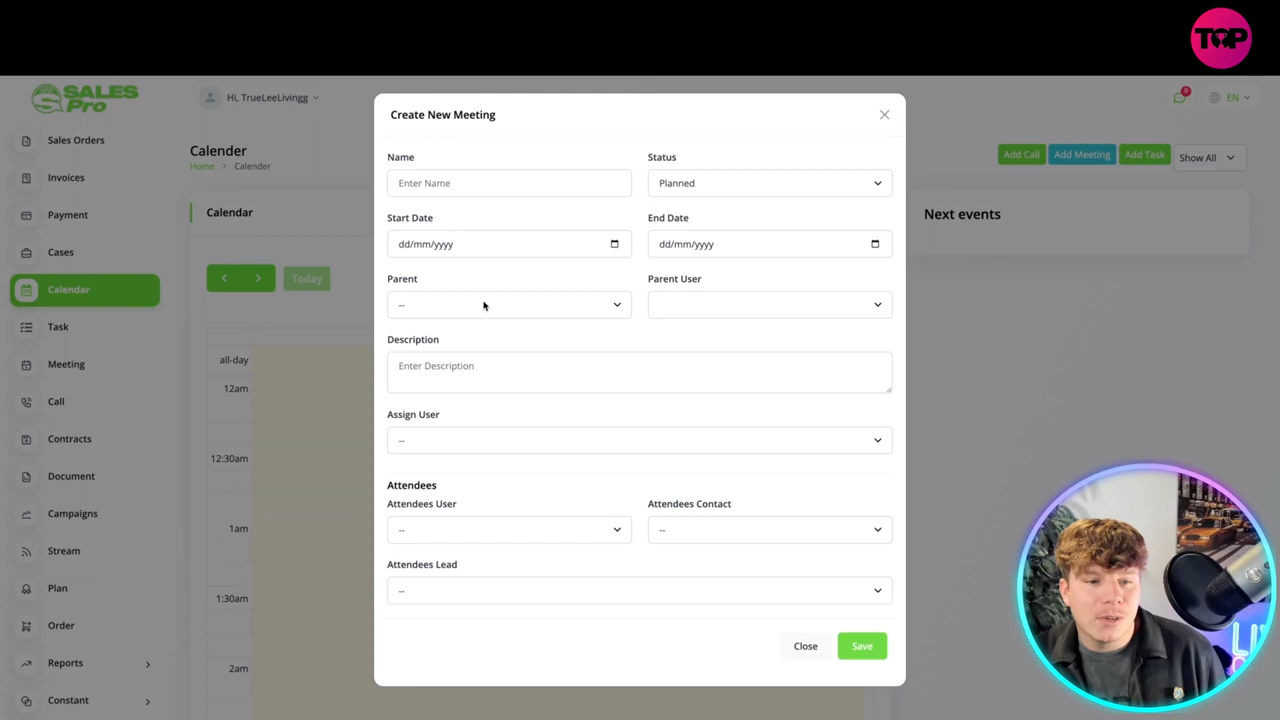 TOP
SALES
Pro
Hi, TrueLeeLivingg
0
EN
Sales Orders
Invoices
Payment
Cases
Calendar
Task
Meeting
Call
Contracts
Document
Campaigns
Stream
Plan
Order
Reports
Constant
Calender
Home > Calender
Add Call
Add Meeting
Add Task
Show All
Calendar
Next events
< >
Today
all-day
12am
12:30am
1am
1:30am
2am
Create New Meeting
Name
Enter Name
Status
Planned
Start Date
dd/mm/yyyy
End Date
dd/mm/yyyy
Parent
--
Parent User
Description
Enter Description
Assign User
--
Attendees
Attendees User
--
Attendees Contact
--
Attendees Lead
--
Close
Save